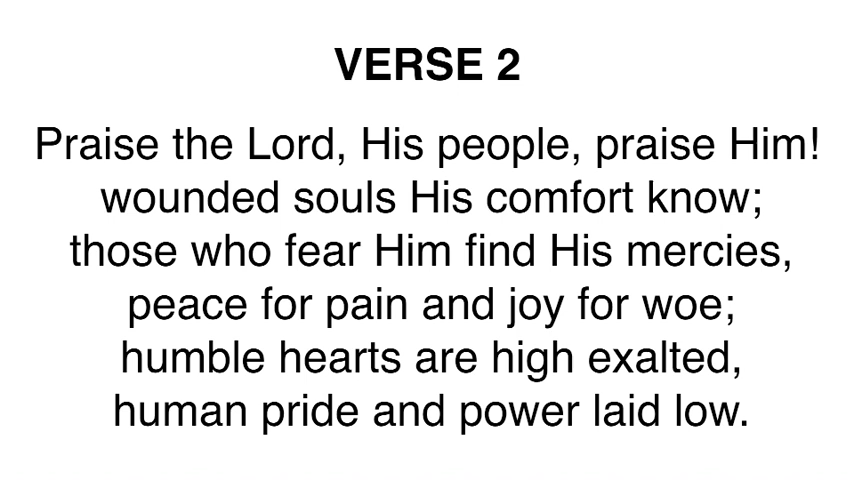 VERSE 2
Praise the Lord, His people, praise Him!
wounded souls His comfort know;
those who fear Him find His mercies,
peace for pain and joy for woe;
humble hearts are high exalted,
human pride and power laid low.